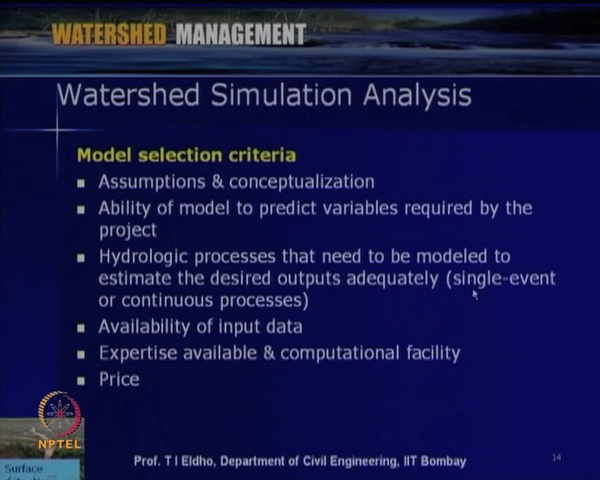 WATERSHED MANAGEMENT
Watershed Simulation Analysis
Model selection criteria
Assumptions & conceptualization
Ability of model to predict variables required by the
project
Hydrologic processes that need to be modeled to
estimate the desired outputs adequately (single-event
or continuous processes)
Availability of input data
Expertise available & computational facility
Price
NPTEL
Surface
Prof. T I Eldho, Department of Civil Engineering, IIT Bombay
14